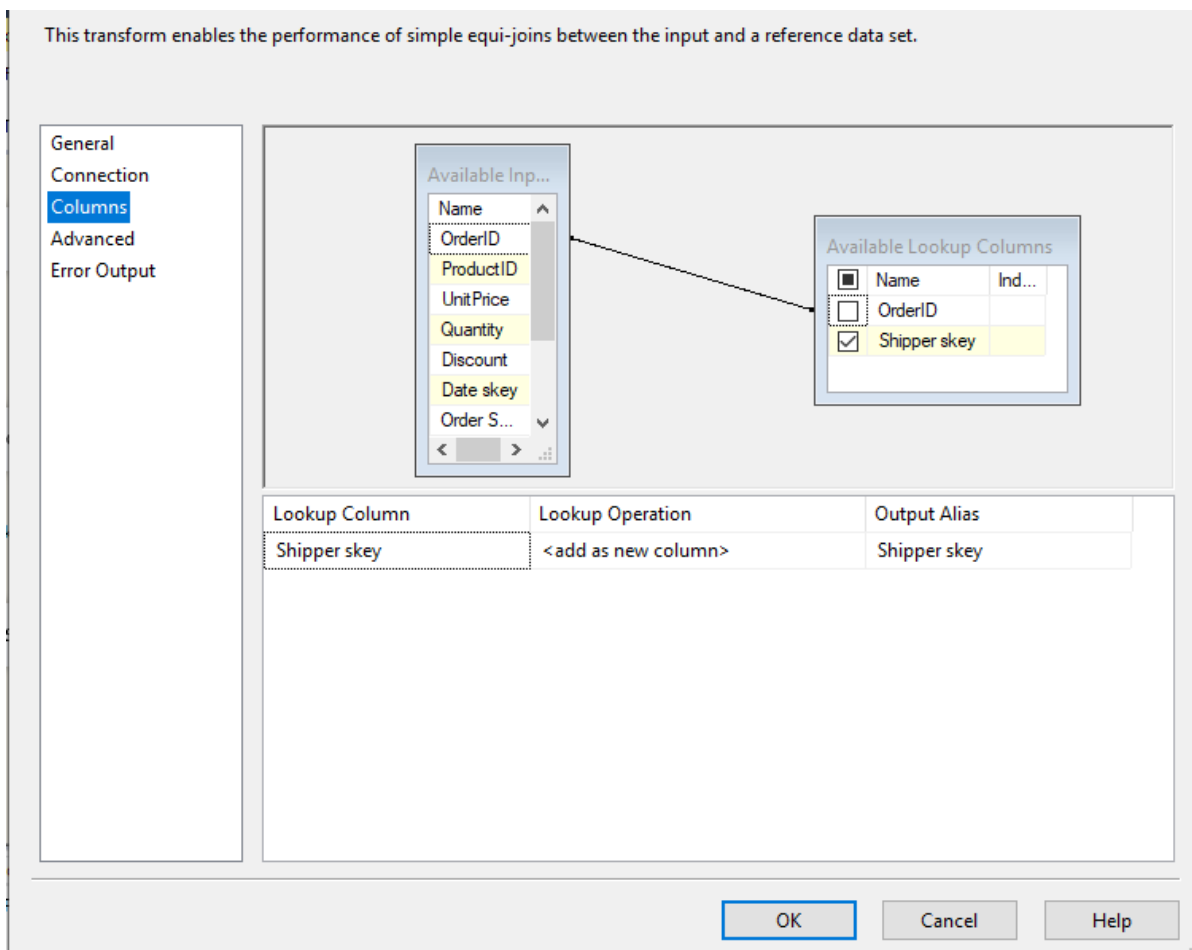 This transform enables the performance of simple equi-joins between the input and a reference data set.
General
Connection
Columns
Advanced
Error Output
Available Inp...
Name
OrderID
ProductID
UnitPrice
Quantity
Discount
Date skey
Order S...
Available Lookup Columns
Name Ind...
OrderID
Shipper skey
Lookup Column Lookup Operation Output Alias
Shipper skey <add as new column> Shipper skey
OK Cancel Help